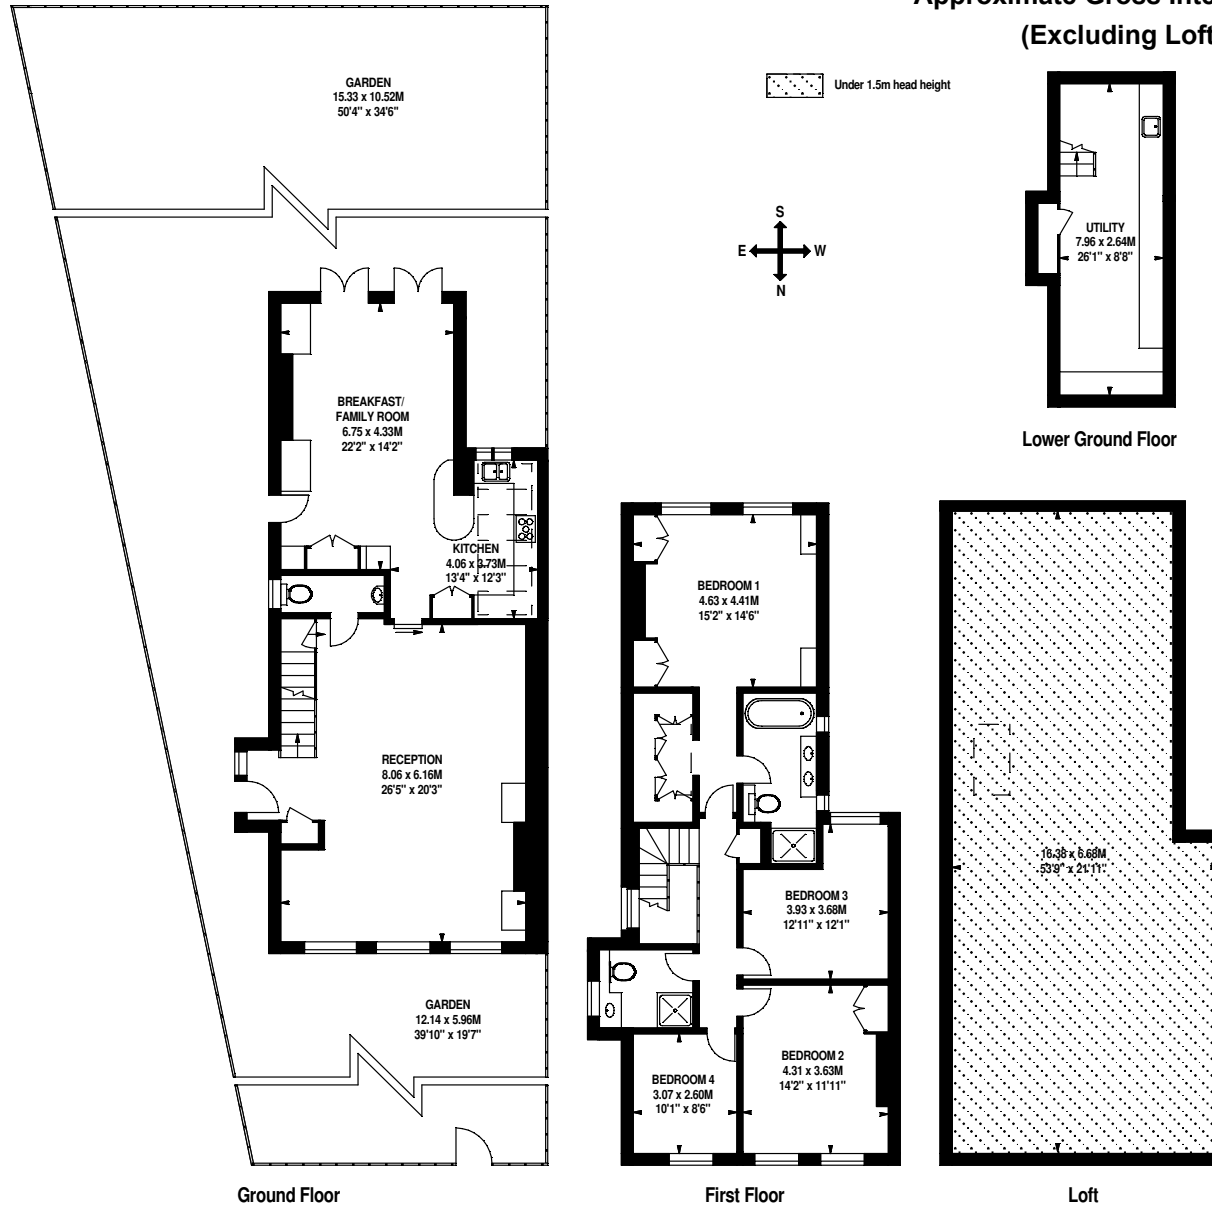 Approximate Gross Inte
(Excluding Loft
Under 1.5m head height
GARDEN
15.33 x 10.52M
50'4" x 34'6"
S
E W
N
UTILITY
7.96 x 2.64M
26'1" x 8'8"
Lower Ground Floor
BREAKFAST/
FAMILY ROOM
6.75 x 4.33M
22'2" x 14'2"
KITCHEN
4.06 x 3.73M
13'4" x 12'3"
RECEPTION
8.06 x 6.16M
26'5" x 20'3"
GARDEN
12.14 x 5.96M
39'10" x 19'7"
Ground Floor
BEDROOM 1
4.63 x 4.41M
15'2" x 14'6"
BEDROOM 3
3.93 x 3.68M
12'11" x 12'1"
BEDROOM 2
4.31 x 3.63M
14'2" x 11'11"
BEDROOM 4
3.07 x 2.60M
10'1" x 8'6"
First Floor
16.38 x 6.68M
53'9" x 21'11"
Loft